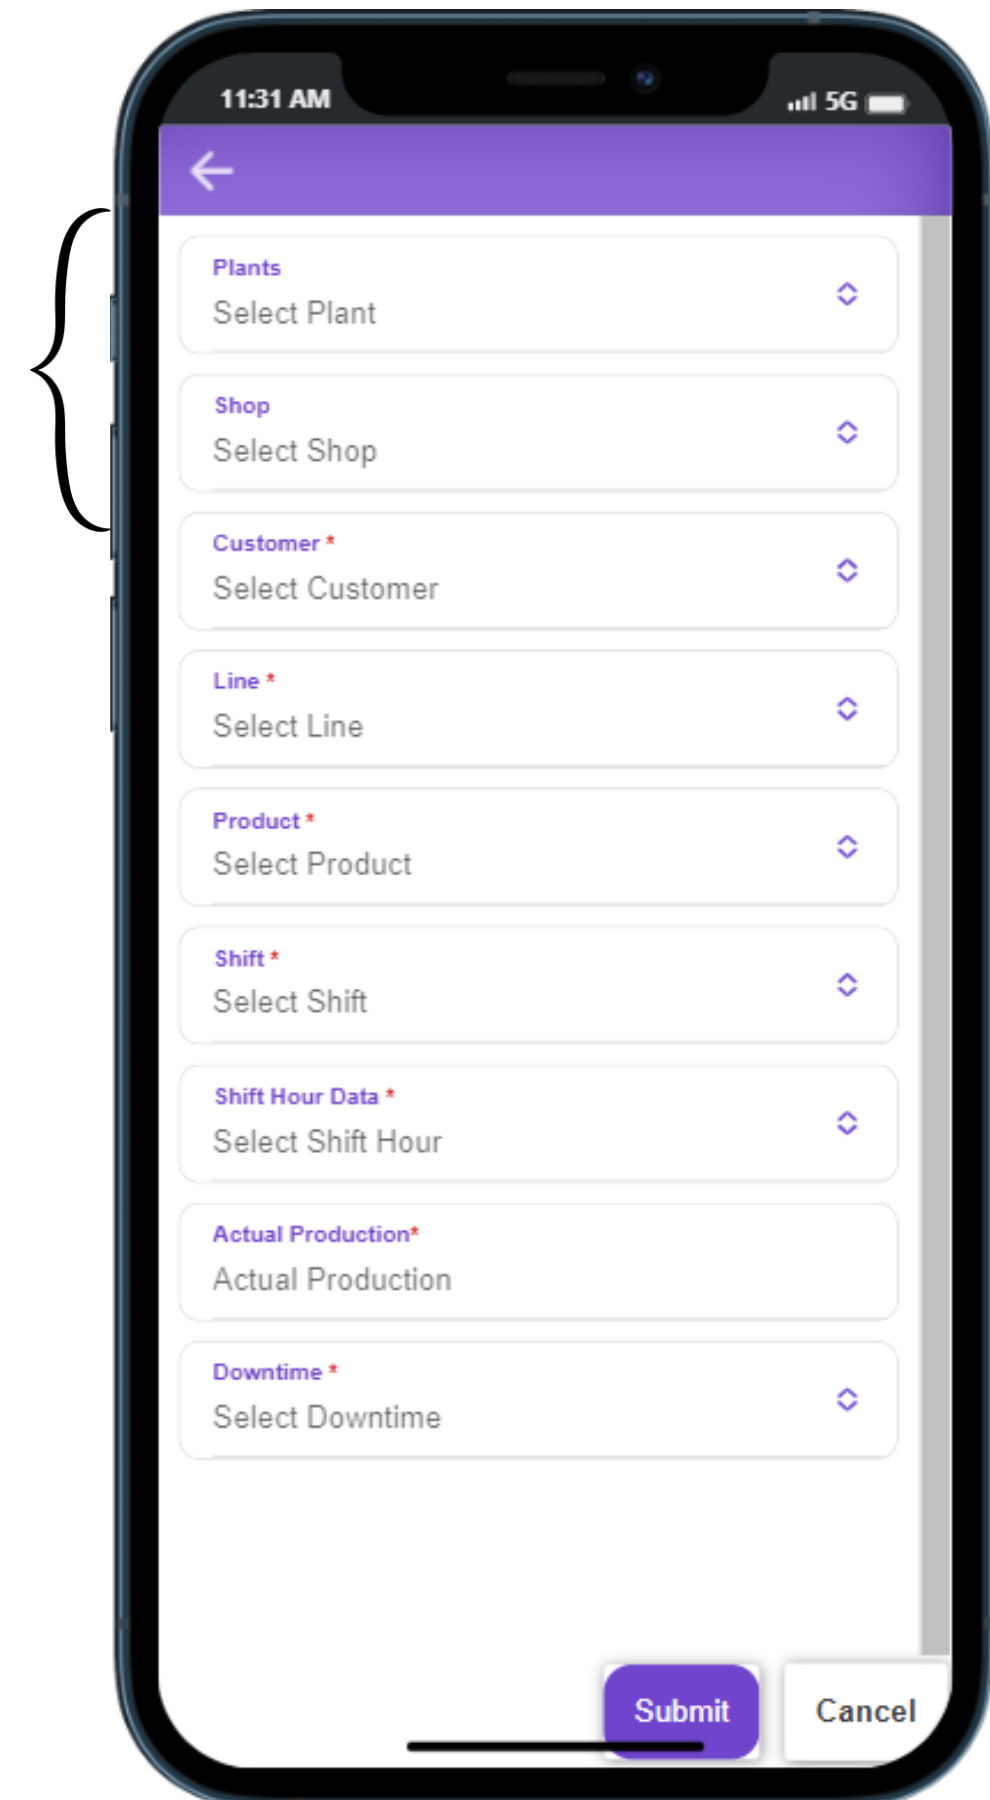 11:31 AM
5G
Plants
Select Plant
Shop
Select Shop
Customer *
Select Customer
Line *
Select Line
Product *
Select Product
Shift *
Select Shift
Shift Hour Data *
Select Shift Hour
Actual Production*
Actual Production
Downtime *
Select Downtime
Submit
Cancel